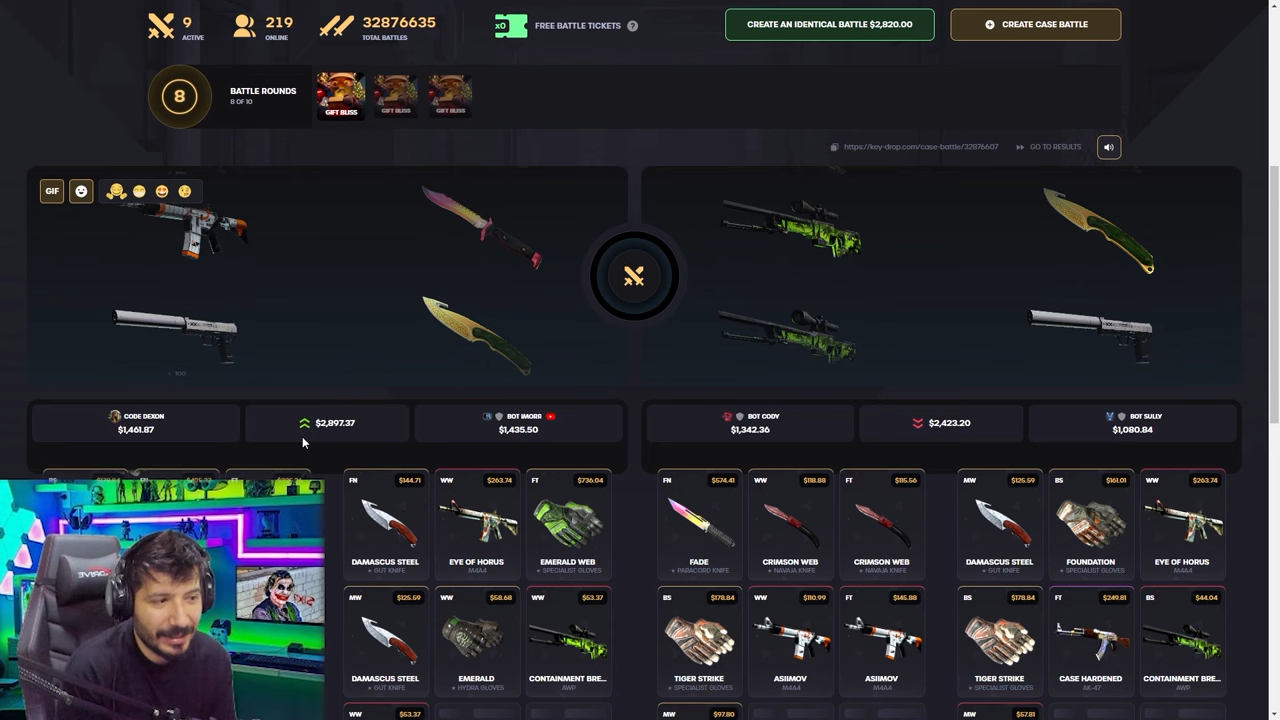 9
ACTIVE
219
ONLINE
32876635
TOTAL BATTLES
x0
FREE BATTLE TICKETS ?
CREATE AN IDENTICAL BATTLE $2,820.00
CREATE CASE BATTLE
8
BATTLE ROUNDS
8 OF 10
GIFT BLISS
GIFT BLISS
GIFT BLISS
https://key-drop.com/case-battle/32876607
GO TO RESULTS
GIF
CODE DEXON
$1,461.87
$2,897.37
BOT IMORR
$1,435.50
BOT CODY
$1,342.36
$2,423.20
BOT SULLY
$1,080.84
FN $144.71
WW $263.74
FT $736.04
FN $574.41
WW $118.88
FT $115.56
MW $125.59
BS $161.01
WW $263.74
DAMASCUS STEEL
★ GUT KNIFE
EYE OF HORUS
M4A4
EMERALD WEB
★ SPECIALIST GLOVES
FADE
★ PARACORD KNIFE
CRIMSON WEB
★ NAVAJA KNIFE
CRIMSON WEB
★ NAVAJA KNIFE
DAMASCUS STEEL
★ GUT KNIFE
FOUNDATION
★ SPECIALIST GLOVES
EYE OF HORUS
M4A4
MW $125.59
WW $58.68
WW $53.37
BS $178.84
WW $110.99
FT $145.88
BS $178.84
FT $249.81
BS $44.04
DAMASCUS STEEL
★ GUT KNIFE
EMERALD
★ HYDRA GLOVES
CONTAINMENT BRE...
AWP
TIGER STRIKE
★ SPECIALIST GLOVES
ASIIMOV
M4A4
ASIIMOV
M4A4
TIGER STRIKE
★ SPECIALIST GLOVES
CASE HARDENED
AK-47
CONTAINMENT BRE...
AWP
WW $53.37
MW $97.80
WW $57.81